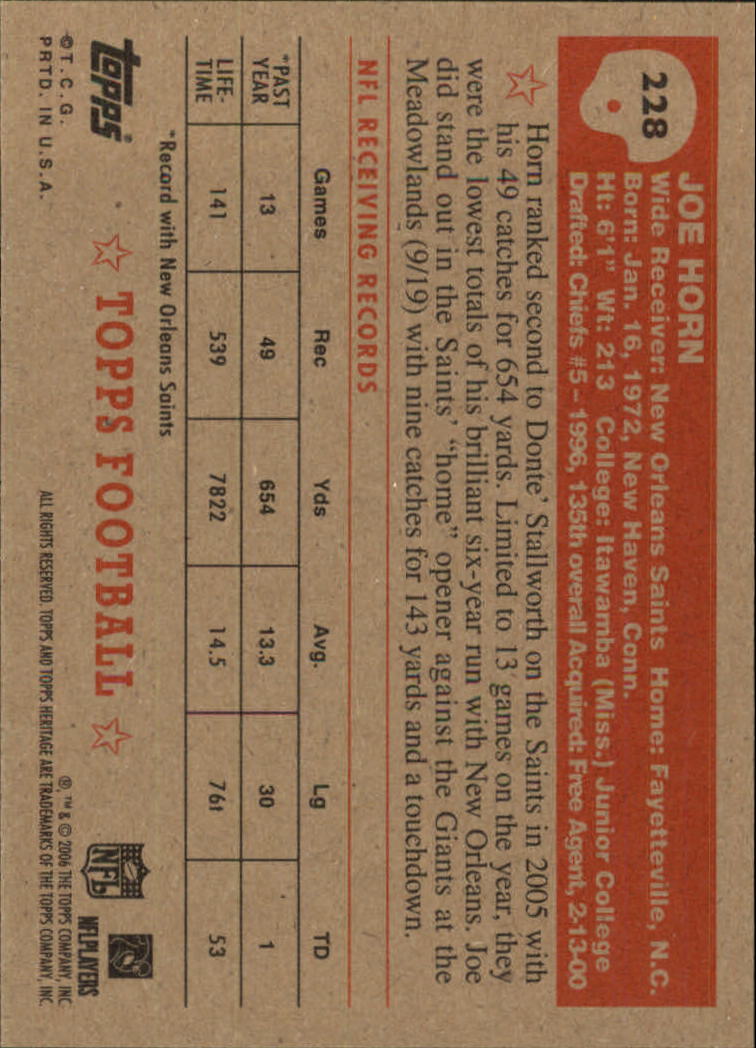 228
JOE HORN
Wide Receiver: New Orleans Saints Home: Fayetteville, N.C.
Born: Jan. 16, 1972, New Haven, Conn.
Ht: 6'1" Wt: 213 College: Itawamba (Miss.) Junior College
Drafted: Chiefs #5 – 1996, 135th overall Acquired: Free Agent, 2-13-00
Horn ranked second to Donte' Stallworth on the Saints in 2005 with
his 49 catches for 654 yards. Limited to 13 games on the year, they
were the lowest totals of his brilliant six-year run with New Orleans. Joe
did stand out in the Saints' "home" opener against the Giants at the
Meadowlands (9/19) with nine catches for 143 yards and a touchdown.
NFL RECEIVING RECORDS
Games Rec Yds Avg. Lg TD
*PAST YEAR 13 49 654 13.3 30 1
LIFE-TIME 141 539 7822 14.5 76t 53
*Record with New Orleans Saints
topps® TOPPS FOOTBALL NFL NFLPLAYERS
©T.C.G.
PRTD. IN U.S.A.
®, ™ & © 2006 THE TOPPS COMPANY, INC.
ALL RIGHTS RESERVED. TOPPS AND TOPPS HERITAGE ARE TRADEMARKS OF THE TOPPS COMPANY, INC.